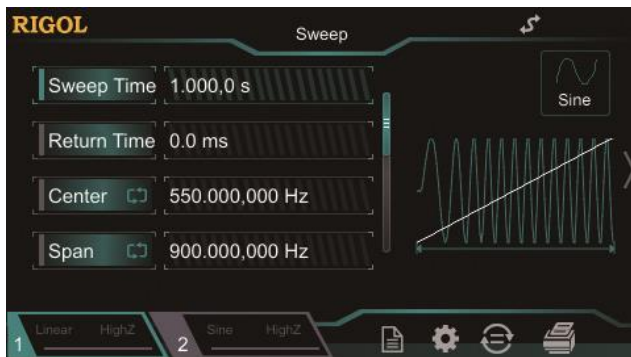 RIGOL
Sweep
Sweep Time 1.000,0 s
Sine
Return Time 0.0 ms
Center 550.000,000 Hz
Span 900.000,000 Hz
1 Linear HighZ
2 Sine HighZ